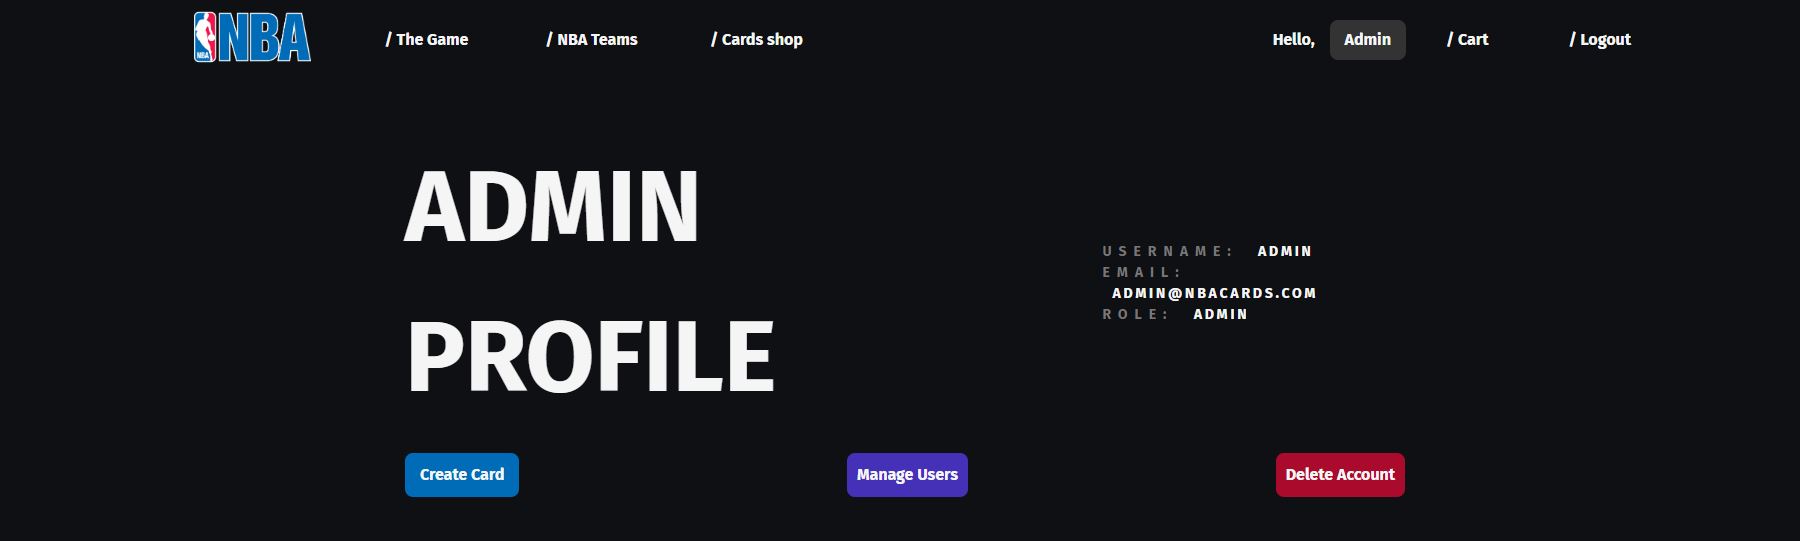 NBA NBA / The Game / NBA Teams / Cards shop Hello, Admin / Cart / Logout
ADMIN
PROFILE
USERNAME: ADMIN
EMAIL:
ADMIN@NBACARDS.COM
ROLE: ADMIN
Create Card Manage Users Delete Account